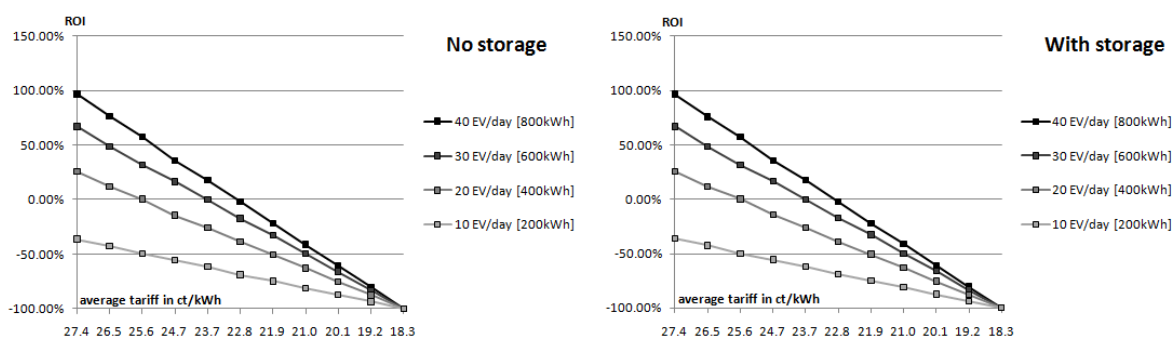 ROI
No storage
150.00%
100.00%
50.00%
0.00%
-50.00%
-100.00%
40 EV/day [800kWh]
30 EV/day [600kWh]
20 EV/day [400kWh]
10 EV/day [200kWh]
average tariff in ct/kWh
27.4 26.5 25.6 24.7 23.7 22.8 21.9 21.0 20.1 19.2 18.3
ROI
With storage
150.00%
100.00%
50.00%
0.00%
-50.00%
-100.00%
40 EV/day [800kWh]
30 EV/day [600kWh]
20 EV/day [400kWh]
10 EV/day [200kWh]
average tariff in ct/kWh
27.4 26.5 25.6 24.7 23.7 22.8 21.9 21.0 20.1 19.2 18.3